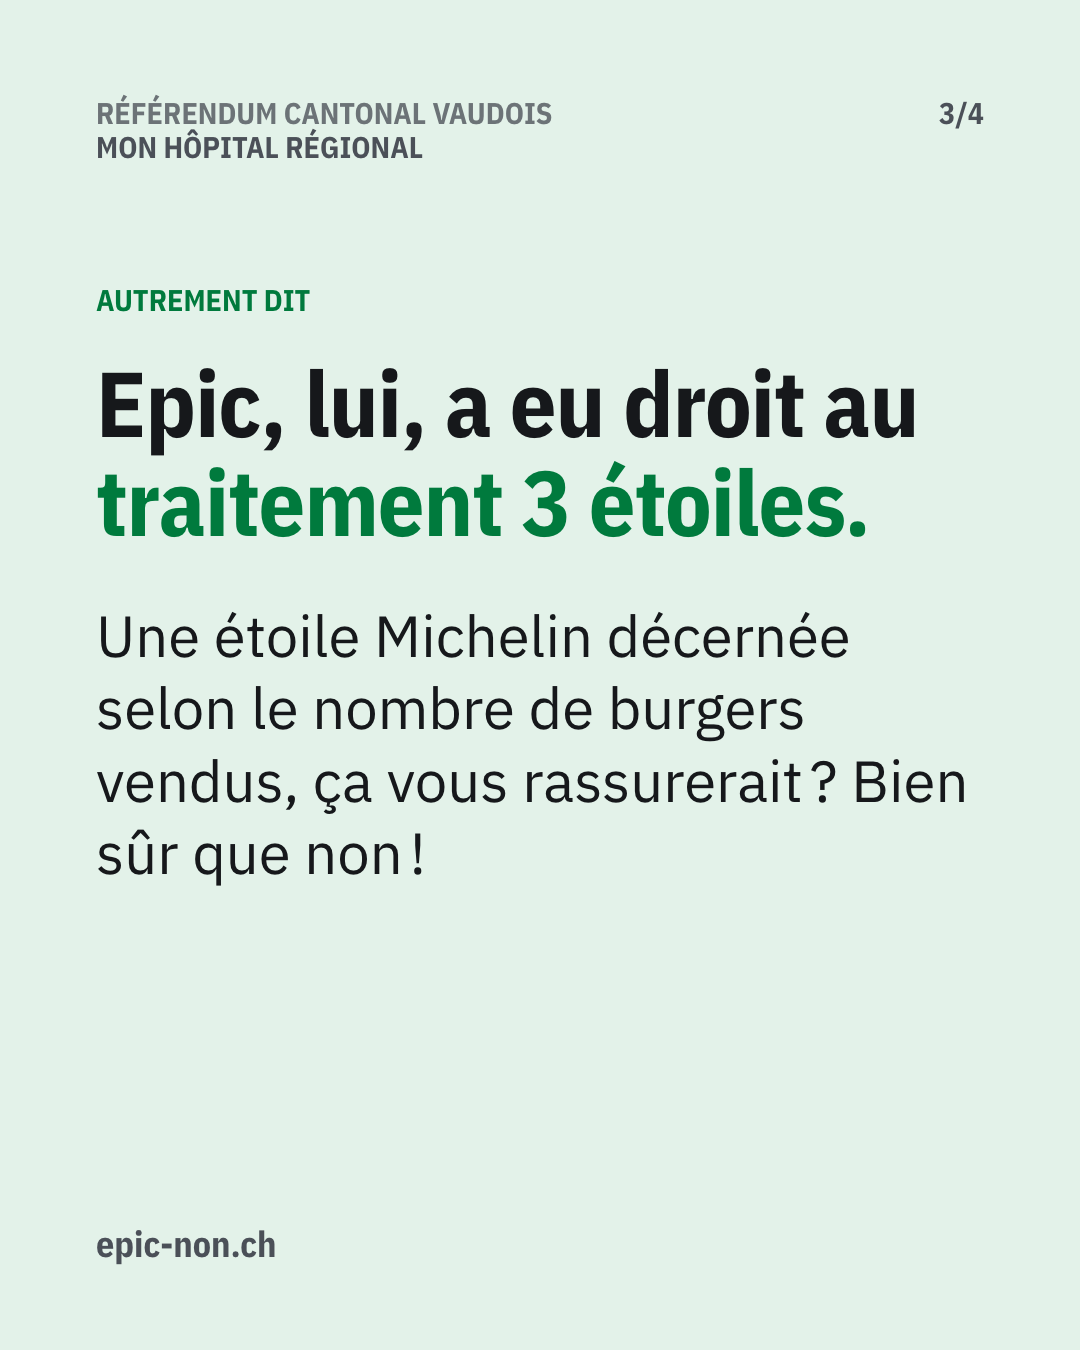 RÉFÉRENDUM CANTONAL VAUDOIS
MON HÔPITAL RÉGIONAL
3/4
AUTREMENT DIT
Epic, lui, a eu droit au
traitement 3 étoiles.
Une étoile Michelin décernée
selon le nombre de burgers
vendus, ça vous rassurerait ? Bien
sûr que non !
epic-non.ch